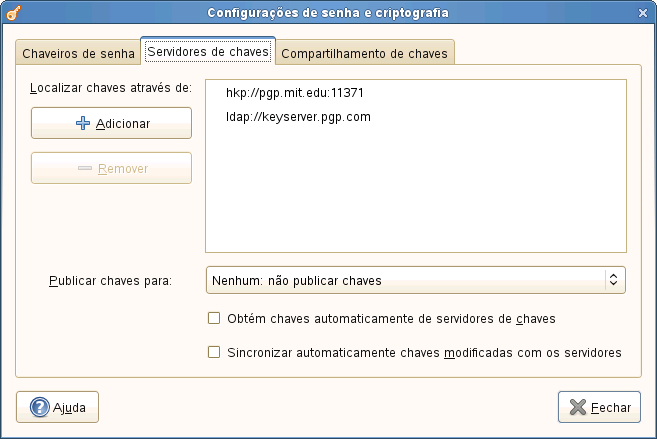 Configurações de senha e criptografia
Chaveiros de senha
Servidores de chaves
Compartilhamento de chaves
Localizar chaves através de:
hkp://pgp.mit.edu:11371
ldap://keyserver.pgp.com
Adicionar
Remover
Publicar chaves para:
Nenhum: não publicar chaves
Obtém chaves automaticamente de servidores de chaves
Sincronizar automaticamente chaves modificadas com os servidores
Ajuda
Fechar